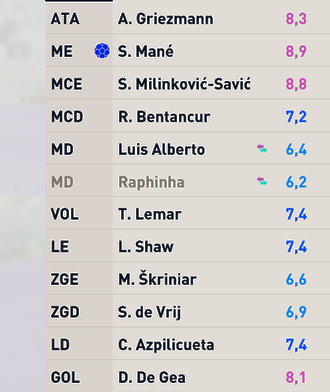 ATA A. Griezmann 8,3
ME S. Mané 8,9
MCE S. Milinković-Savić 8,8
MCD R. Bentancur 7,2
MD Luis Alberto 6,4
MD Raphinha 6,2
VOL T. Lemar 7,4
LE L. Shaw 7,4
ZGE M. Škriniar 6,6
ZGD S. de Vrij 6,9
LD C. Azpilicueta 7,4
GOL D. De Gea 8,1